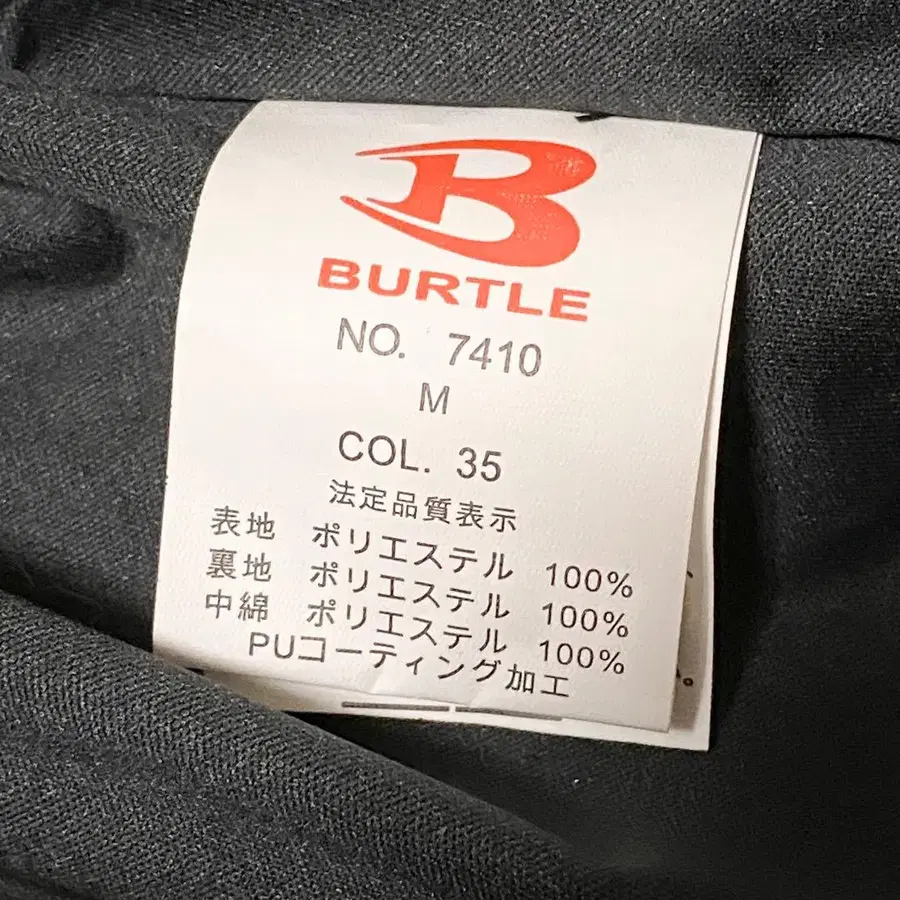 BURTLE
NO. 7410
M
COL. 35
法定品質表示
表地 ポリエステル 100%
裏地 ポリエステル 100%
中綿 ポリエステル 100%
PUコーティング加工